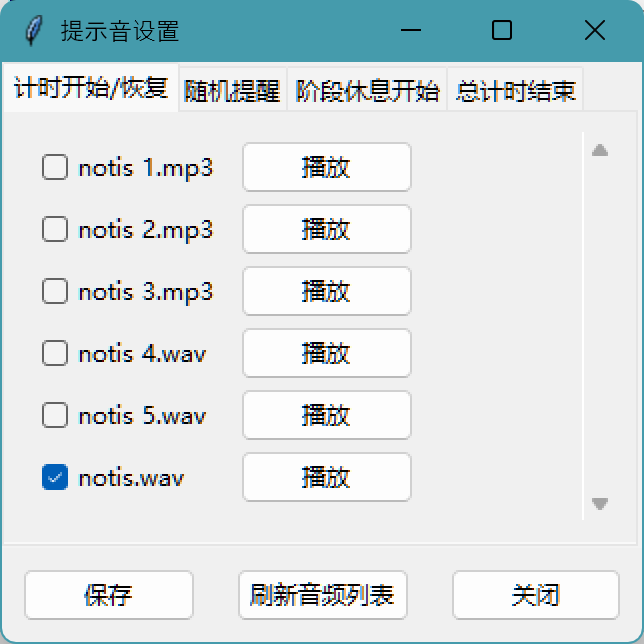 提示音设置
计时开始/恢复 随机提醒 阶段休息开始 总计时结束
notis 1.mp3 播放
notis 2.mp3 播放
notis 3.mp3 播放
notis 4.wav 播放
notis 5.wav 播放
notis.wav 播放
保存 刷新音频列表 关闭